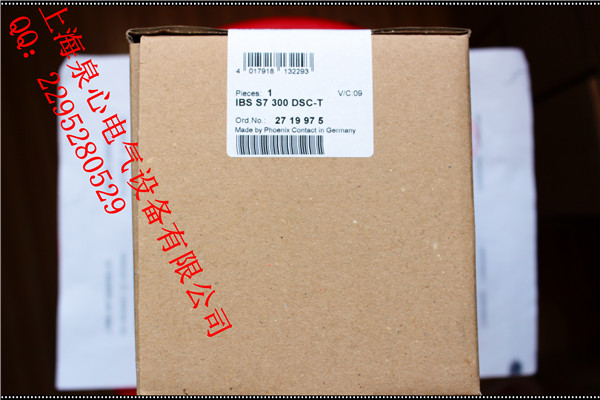 上海泉心电气设备有限公司
QQ：2295280529
4 017918 132293
Pieces: 1 V/C:09
IBS S7 300 DSC-T
Ord.No.: 27 19 97 5
Made by Phoenix Contact in Germany